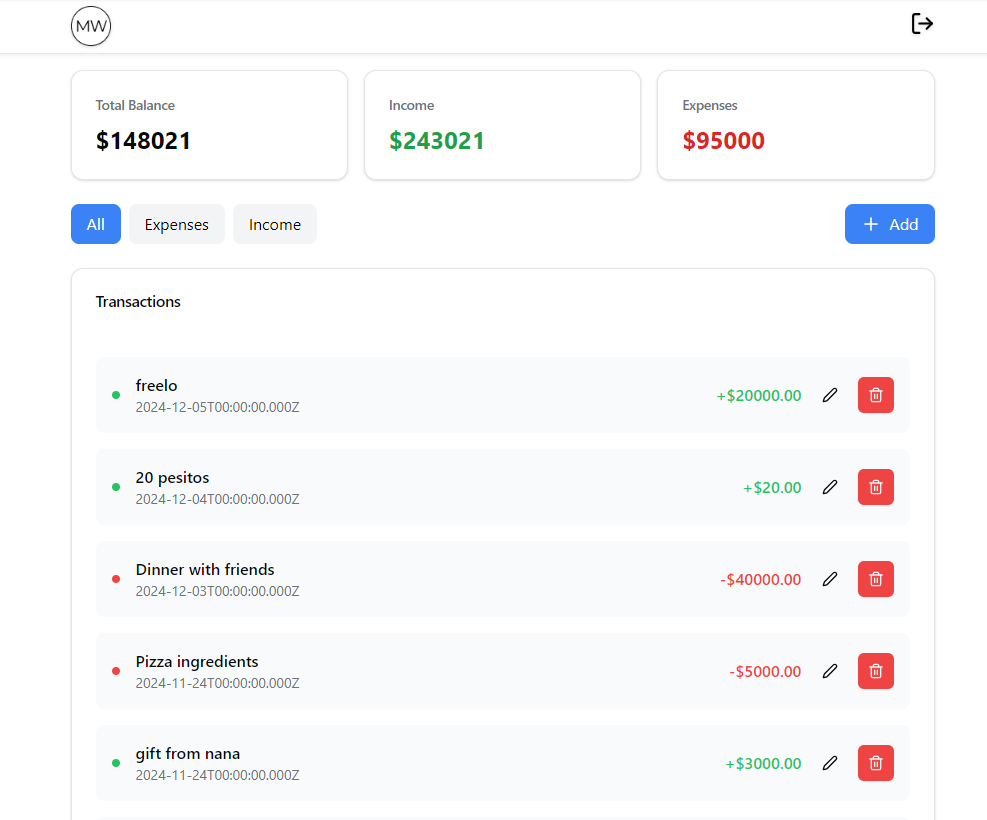 MW
Total Balance
$148021
Income
$243021
Expenses
$95000
All
Expenses
Income
+ Add
Transactions
freelo
2024-12-05T00:00:00.000Z
+$20000.00
20 pesitos
2024-12-04T00:00:00.000Z
+$20.00
Dinner with friends
2024-12-03T00:00:00.000Z
-$40000.00
Pizza ingredients
2024-11-24T00:00:00.000Z
-$5000.00
gift from nana
2024-11-24T00:00:00.000Z
+$3000.00